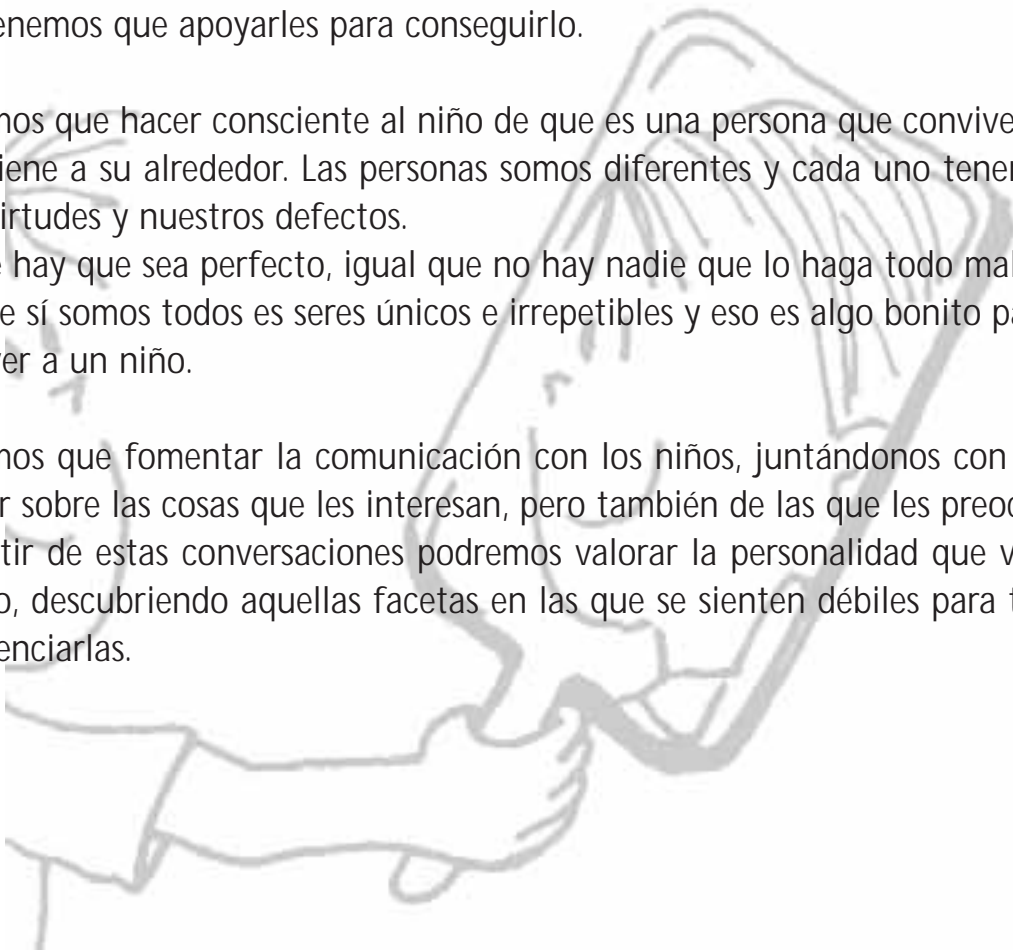 enemos que apoyarles para conseguirlo.
mos que hacer consciente al niño de que es una persona que convive
iene a su alrededor. Las personas somos diferentes y cada uno tener
irtudes y nuestros defectos.
e hay que sea perfecto, igual que no hay nadie que lo haga todo mal
e sí somos todos es seres únicos e irrepetibles y eso es algo bonito pa
er a un niño.
mos que fomentar la comunicación con los niños, juntándonos con
r sobre las cosas que les interesan, pero también de las que les preoc
tir de estas conversaciones podremos valorar la personalidad que v
o, descubriendo aquellas facetas en las que se sienten débiles para t
enciarlas.